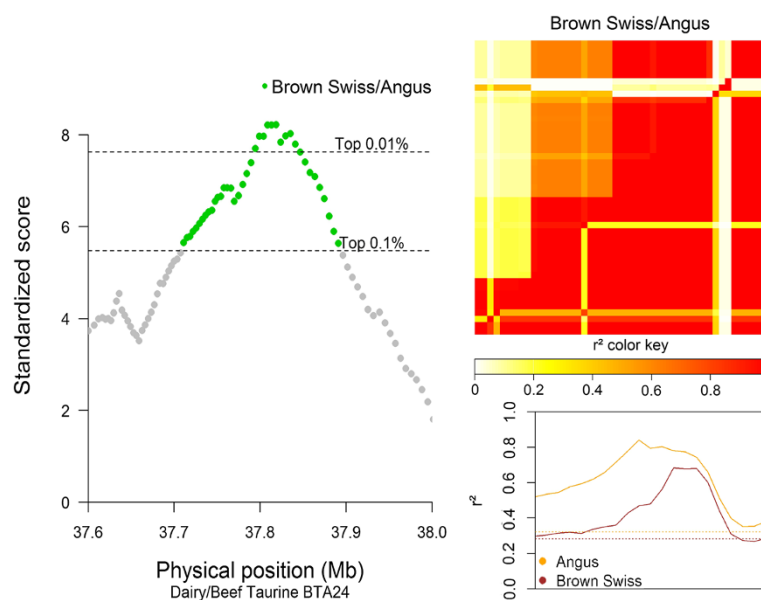 Brown Swiss/Angus
Brown Swiss/Angus
Top 0.01%
Top 0.1%
Standardized score
0
2
4
6
8
37.6
37.7
37.8
37.9
38.0
Physical position (Mb)
Dairy/Beef Taurine BTA24
r² color key
0
0.2
0.4
0.6
0.8
r²
0.0
0.2
0.4
0.6
0.8
1.0
Angus
Brown Swiss